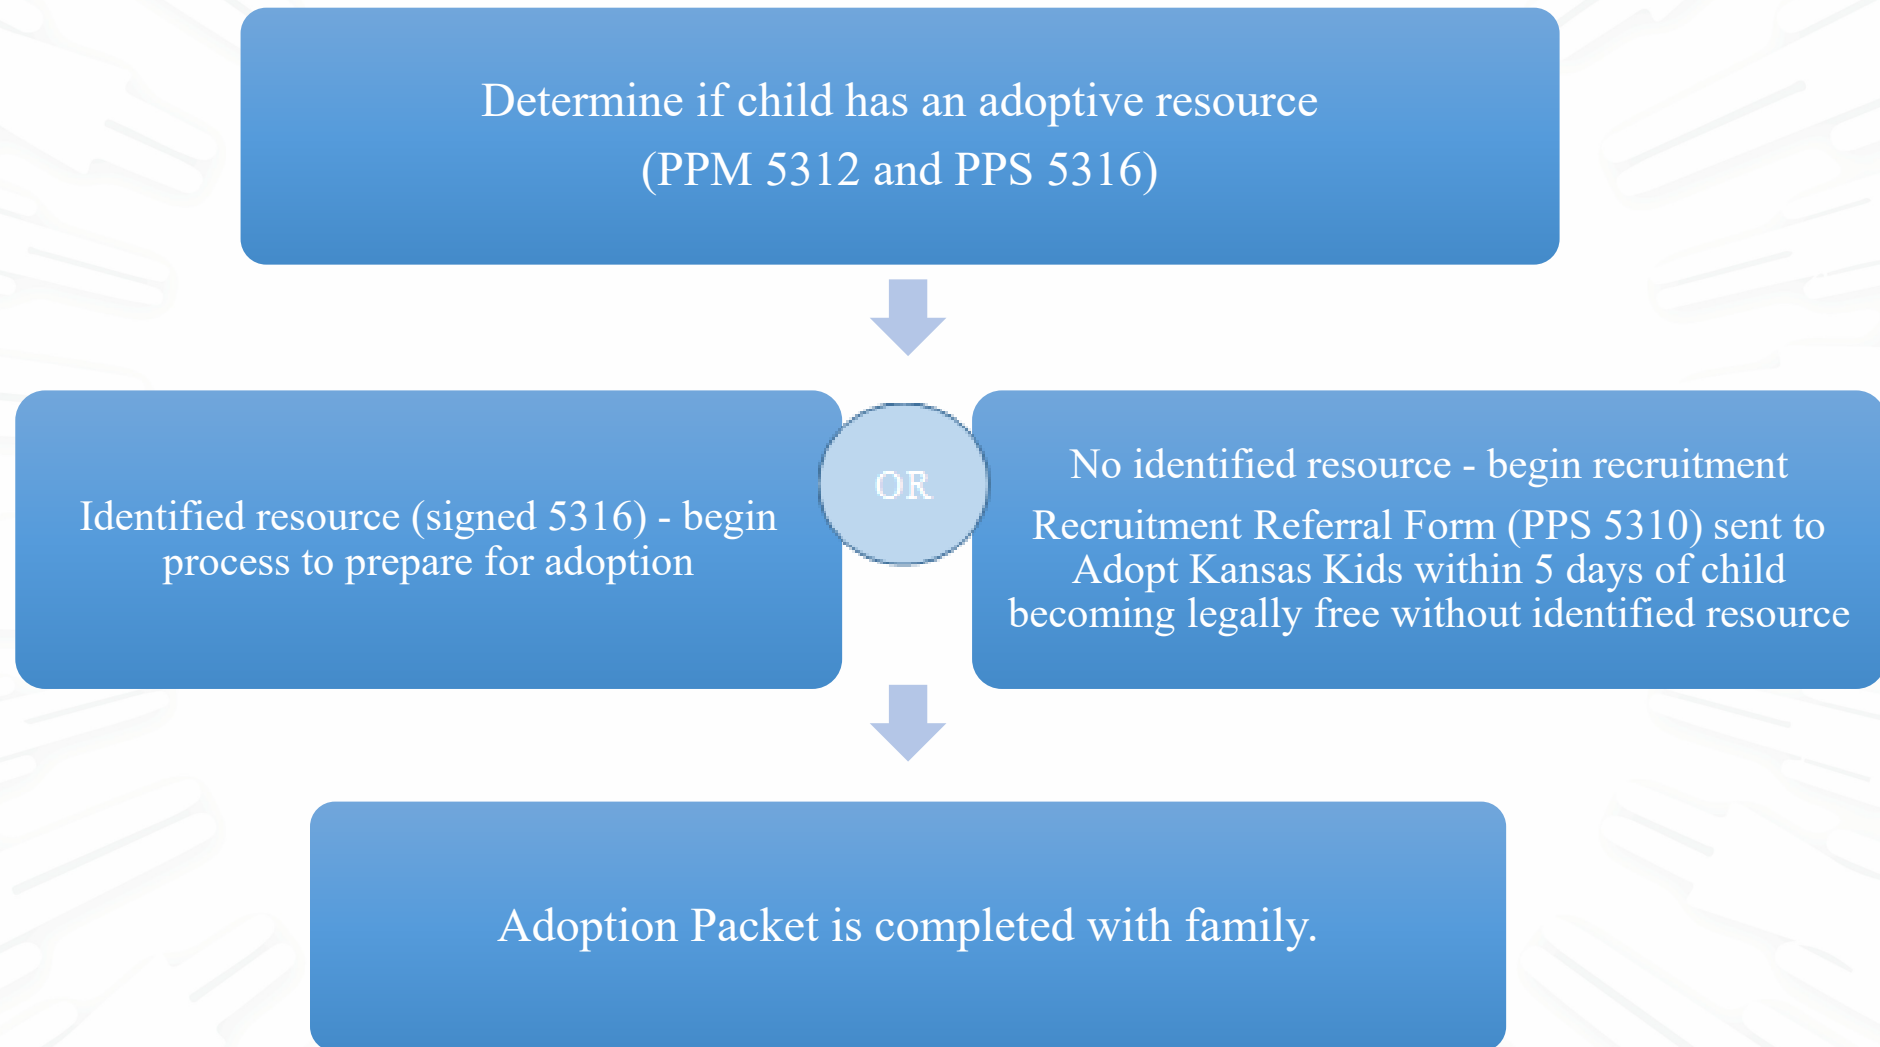 Determine if child has an adoptive resource
(PPM 5312 and PPS 5316)
Identified resource (signed 5316) - begin
process to prepare for adoption
OR
No identified resource - begin recruitment
Recruitment Referral Form (PPS 5310) sent to
Adopt Kansas Kids within 5 days of child
becoming legally free without identified resource
Adoption Packet is completed with family.